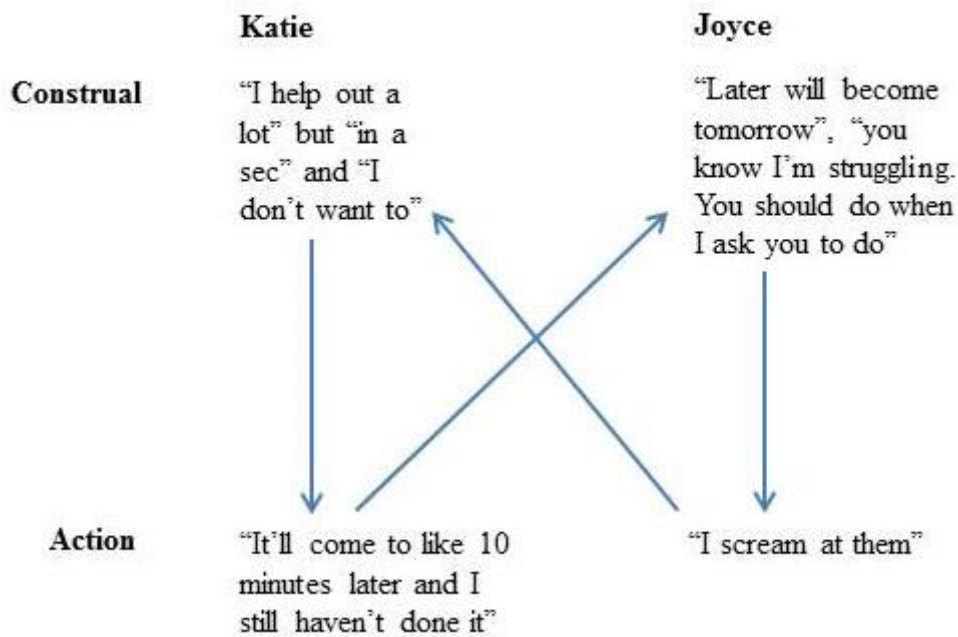 Katie
Joyce
Construal
“I help out a
lot” but “in a
sec” and “I
don’t want to”
“Later will become
tomorrow”, “you
know I’m struggling.
You should do when
I ask you to do”
Action
“It’ll come to like 10
minutes later and I
still haven’t done it”
“I scream at them”